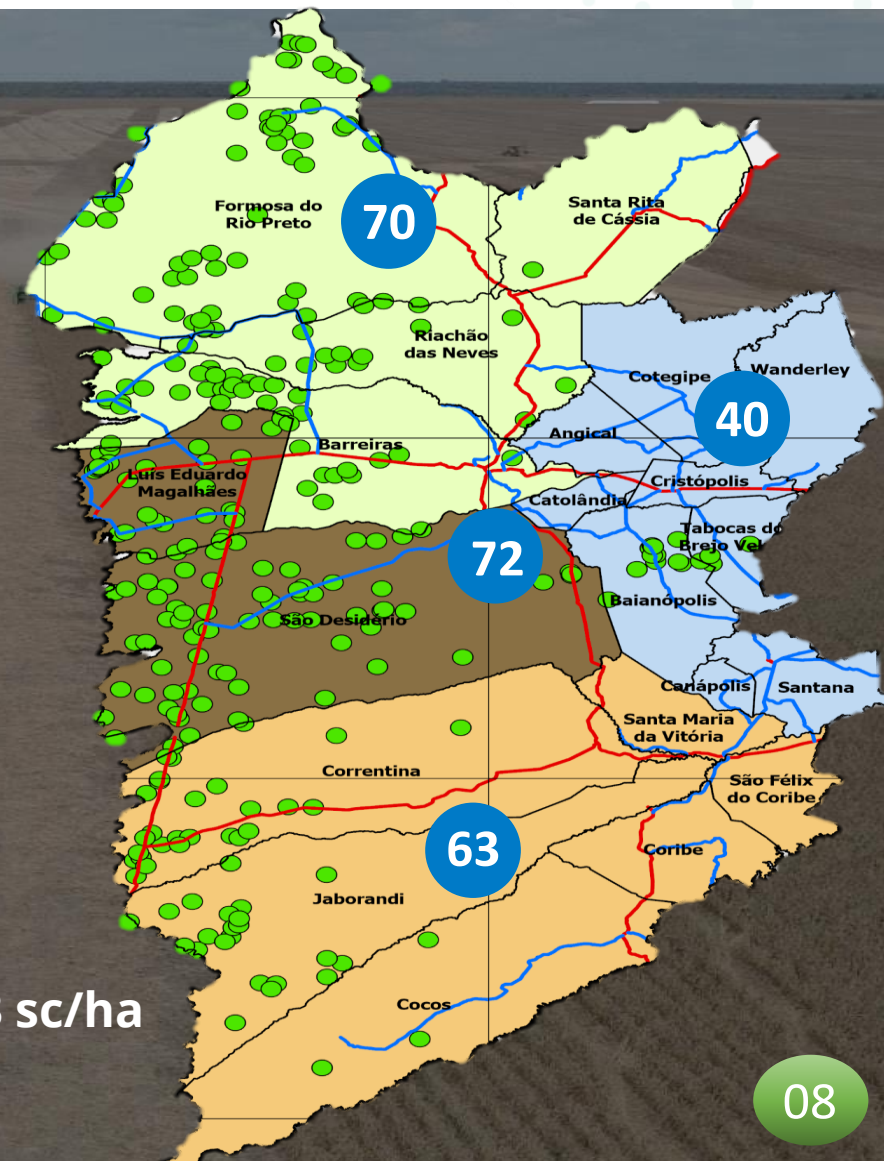 Formosa do
Rio Preto
70
Santa Rita
de Cássia
Riachão
das Neves
Cotegipe
Wanderley
40
Angical
Barreiras
Luís Eduardo
Magalhães
Cristópolis
Catolândia
Tabocas do
Brejo Vel
72
Baianópolis
São Desidério
Canápolis
Santana
Santa Maria
da Vitória
Correntina
São Félix
do Coribe
63
Coribe
Jaborandi
Cocos
sc/ha
08